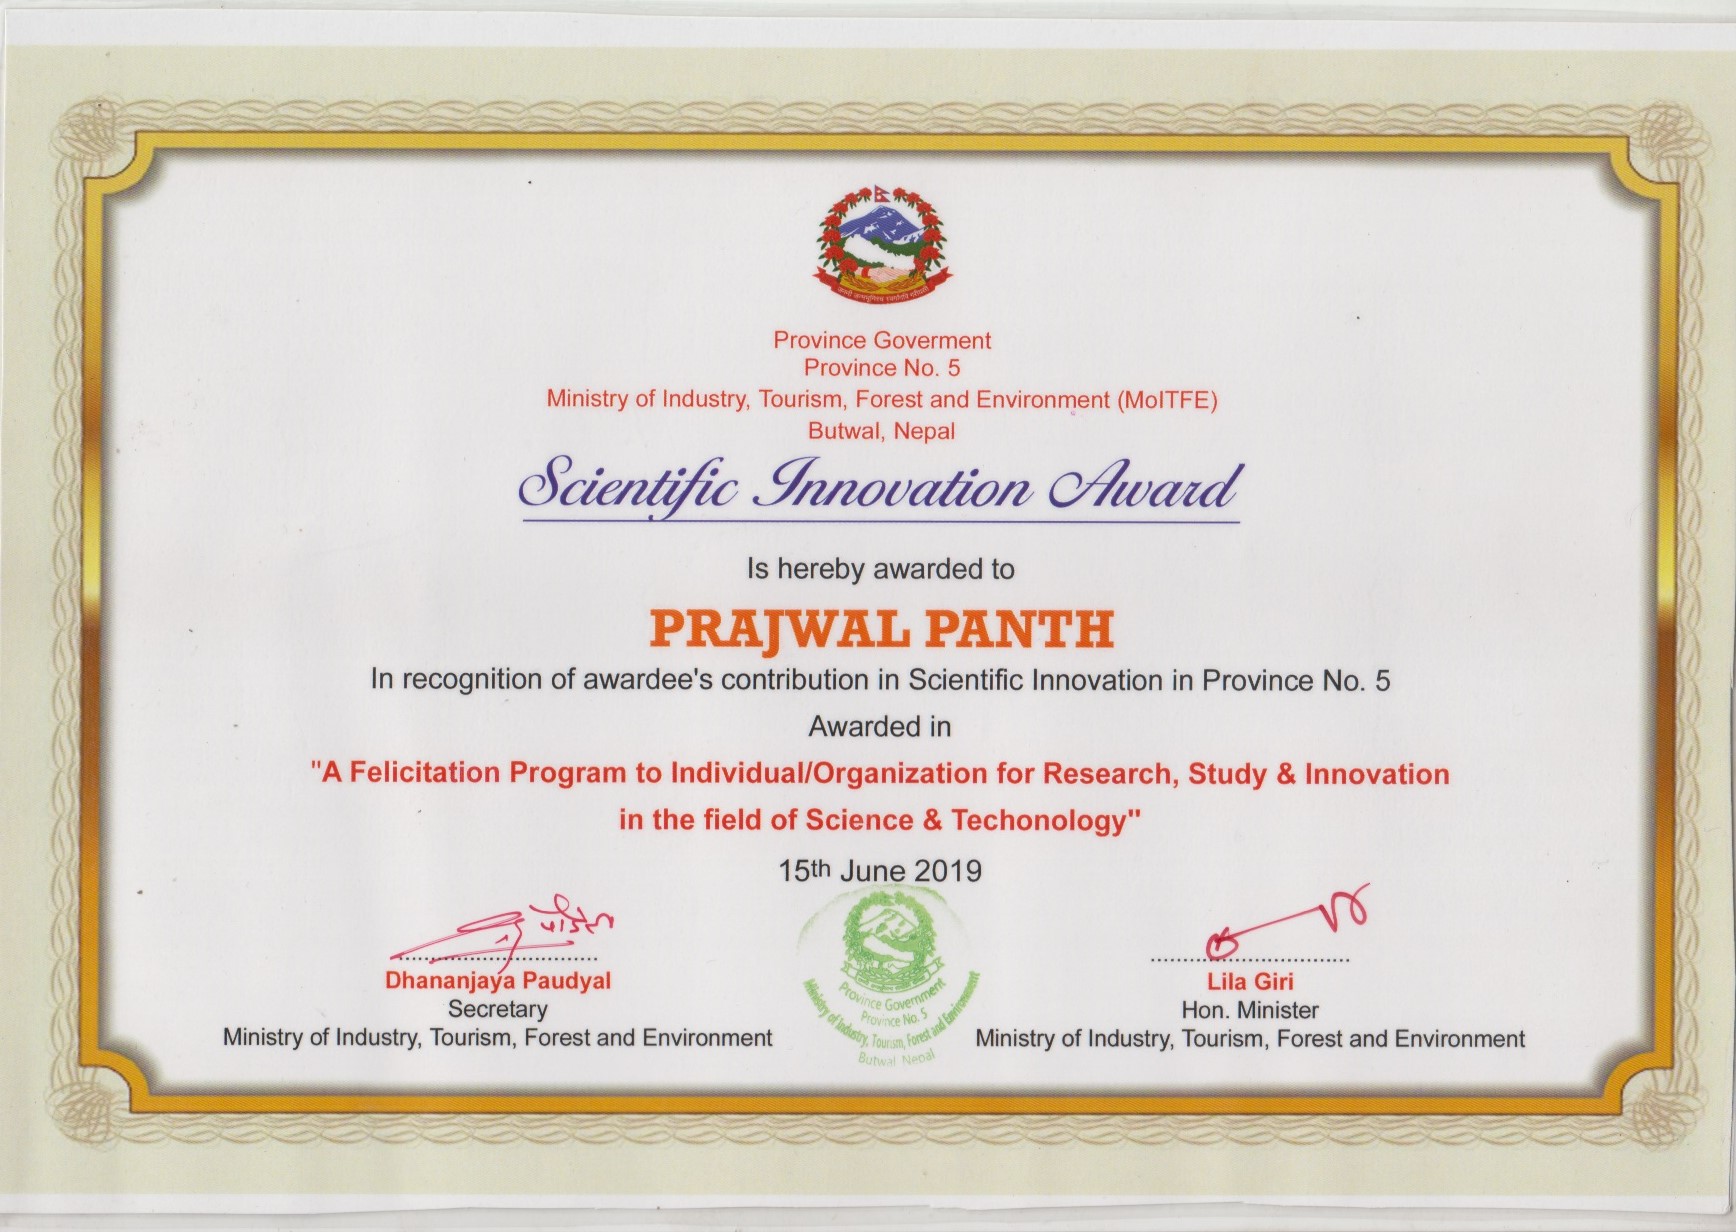 Province Goverment
Province No. 5
Ministry of Industry, Tourism, Forest and Environment (MoITFE)
Butwal, Nepal
Scientific Innovation Award
Is hereby awarded to
PRAJWAL PANTH
In recognition of awardee's contribution in Scientific Innovation in Province No. 5
Awarded in
"A Felicitation Program to Individual/Organization for Research, Study & Innovation
in the field of Science & Techonology"
15th June 2019
Dhananjaya Paudyal
Secretary
Ministry of Industry, Tourism, Forest and Environment
Province Government
Province No. 5
Ministry of Industry, Tourism, Forest and Environment
Butwal Nepal
Lila Giri
Hon. Minister
Ministry of Industry, Tourism, Forest and Environment